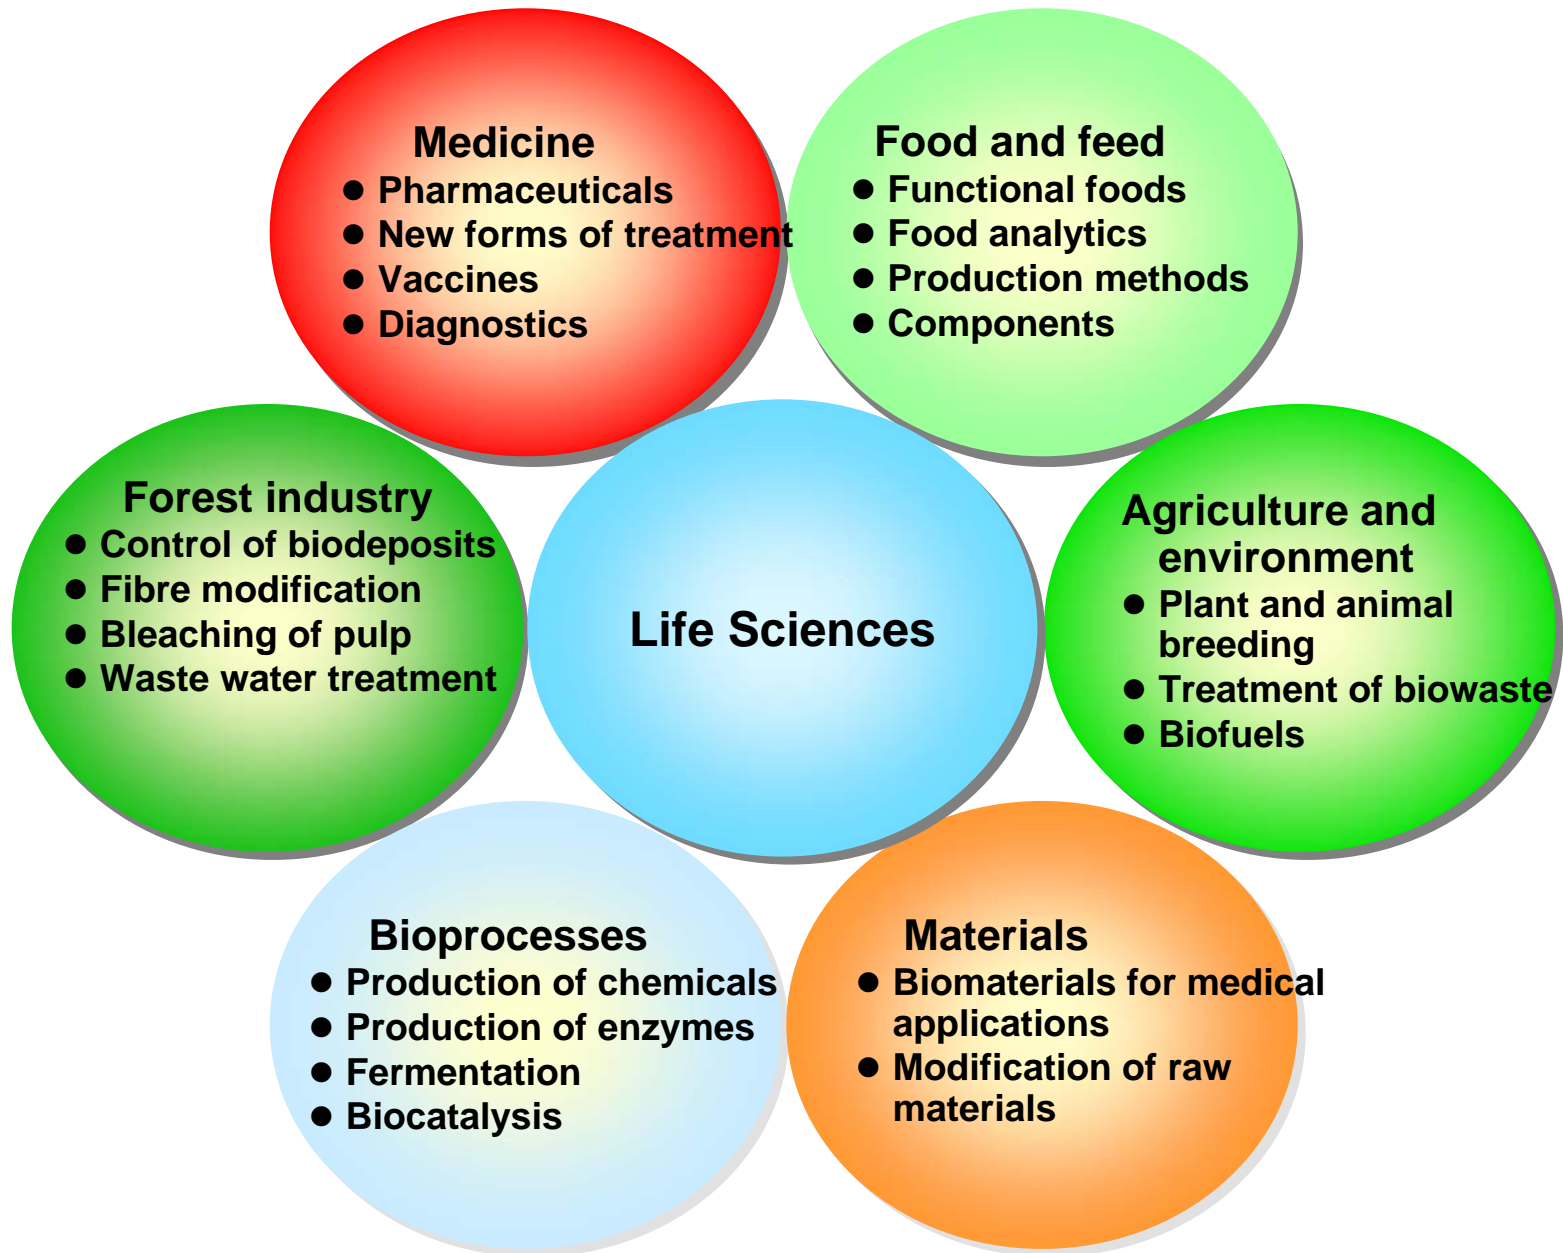 Medicine
● Pharmaceuticals
● New forms of treatment
● Vaccines
● Diagnostics
Food and feed
● Functional foods
● Food analytics
● Production methods
● Components
Forest industry
● Control of biodeposits
● Fibre modification
● Bleaching of pulp
● Waste water treatment
Life Sciences
Agriculture and
environment
● Plant and animal
breeding
● Treatment of biowaste
● Biofuels
Bioprocesses
● Production of chemicals
● Production of enzymes
● Fermentation
● Biocatalysis
Materials
● Biomaterials for medical
applications
● Modification of raw
materials